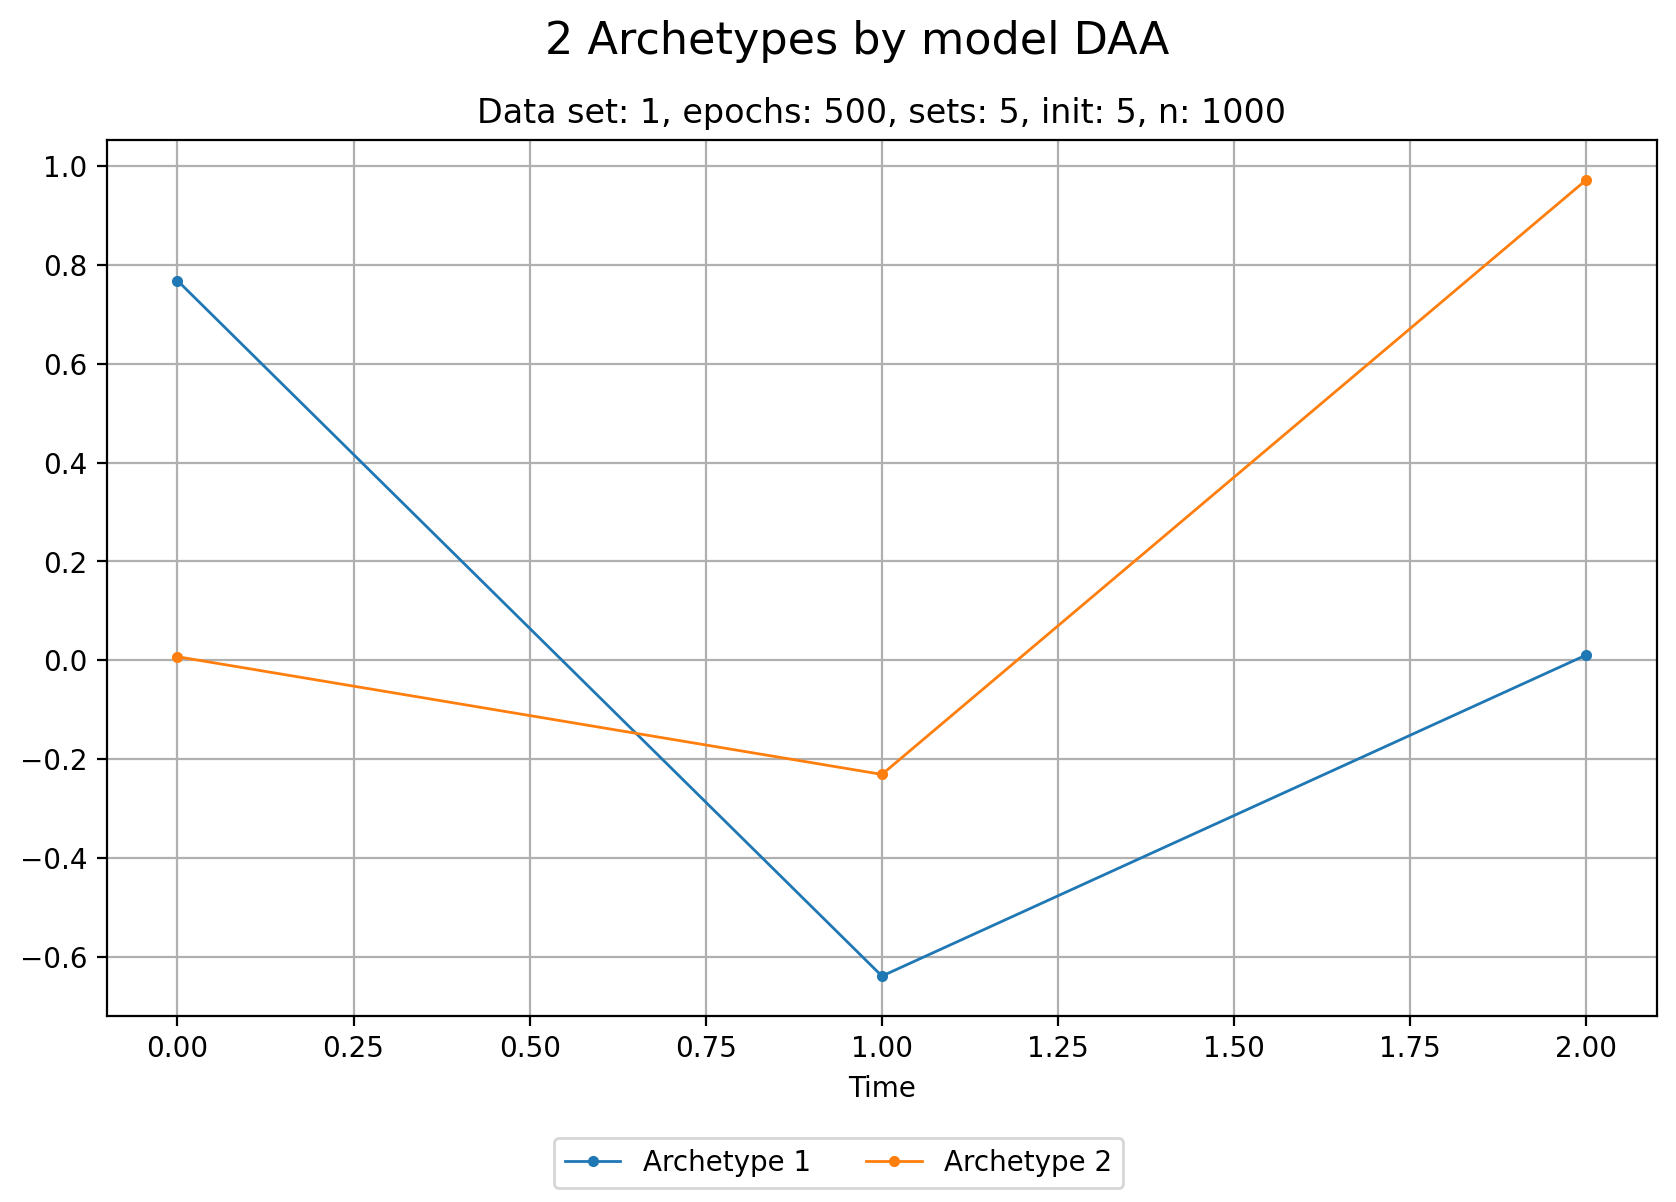 2 Archetypes by model DAA
Data set: 1, epochs: 500, sets: 5, init: 5, n: 1000
1.0
0.8
0.6
0.4
0.2
0.0
−0.2
−0.4
−0.6
0.00 0.25 0.50 0.75 1.00 1.25 1.50 1.75 2.00
Time
Archetype 1 Archetype 2